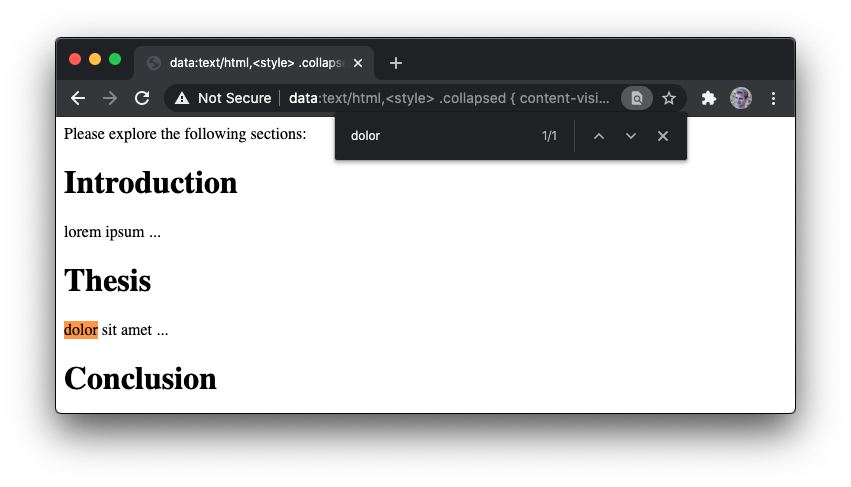 data:text/html,<style> .collaps
Not Secure
data:text/html,<style> .collapsed { content-visi...
dolor
1/1
Please explore the following sections:
Introduction
lorem ipsum ...
Thesis
dolor sit amet ...
Conclusion